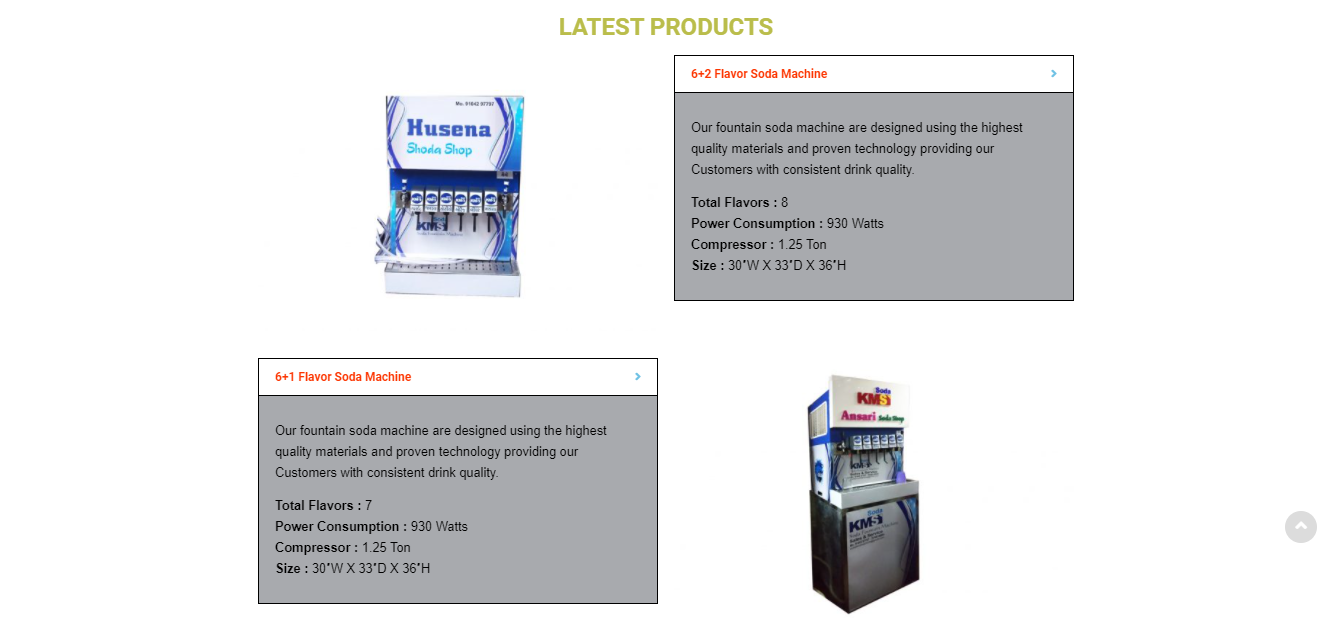 LATEST PRODUCTS
Mo. 91042 97797
Husena
Shoda Shop
Soda
KMS
6+2 Flavor Soda Machine
Our fountain soda machine are designed using the highest
quality materials and proven technology providing our
Customers with consistent drink quality.
Total Flavors : 8
Power Consumption : 930 Watts
Compressor : 1.25 Ton
Size : 30"W X 33"D X 36"H
6+1 Flavor Soda Machine
Our fountain soda machine are designed using the highest
quality materials and proven technology providing our
Customers with consistent drink quality.
Total Flavors : 7
Power Consumption : 930 Watts
Compressor : 1.25 Ton
Size : 30"W X 33"D X 36"H
Soda
KMS
Ansari Soda Shop
KMS
Soda
KMS